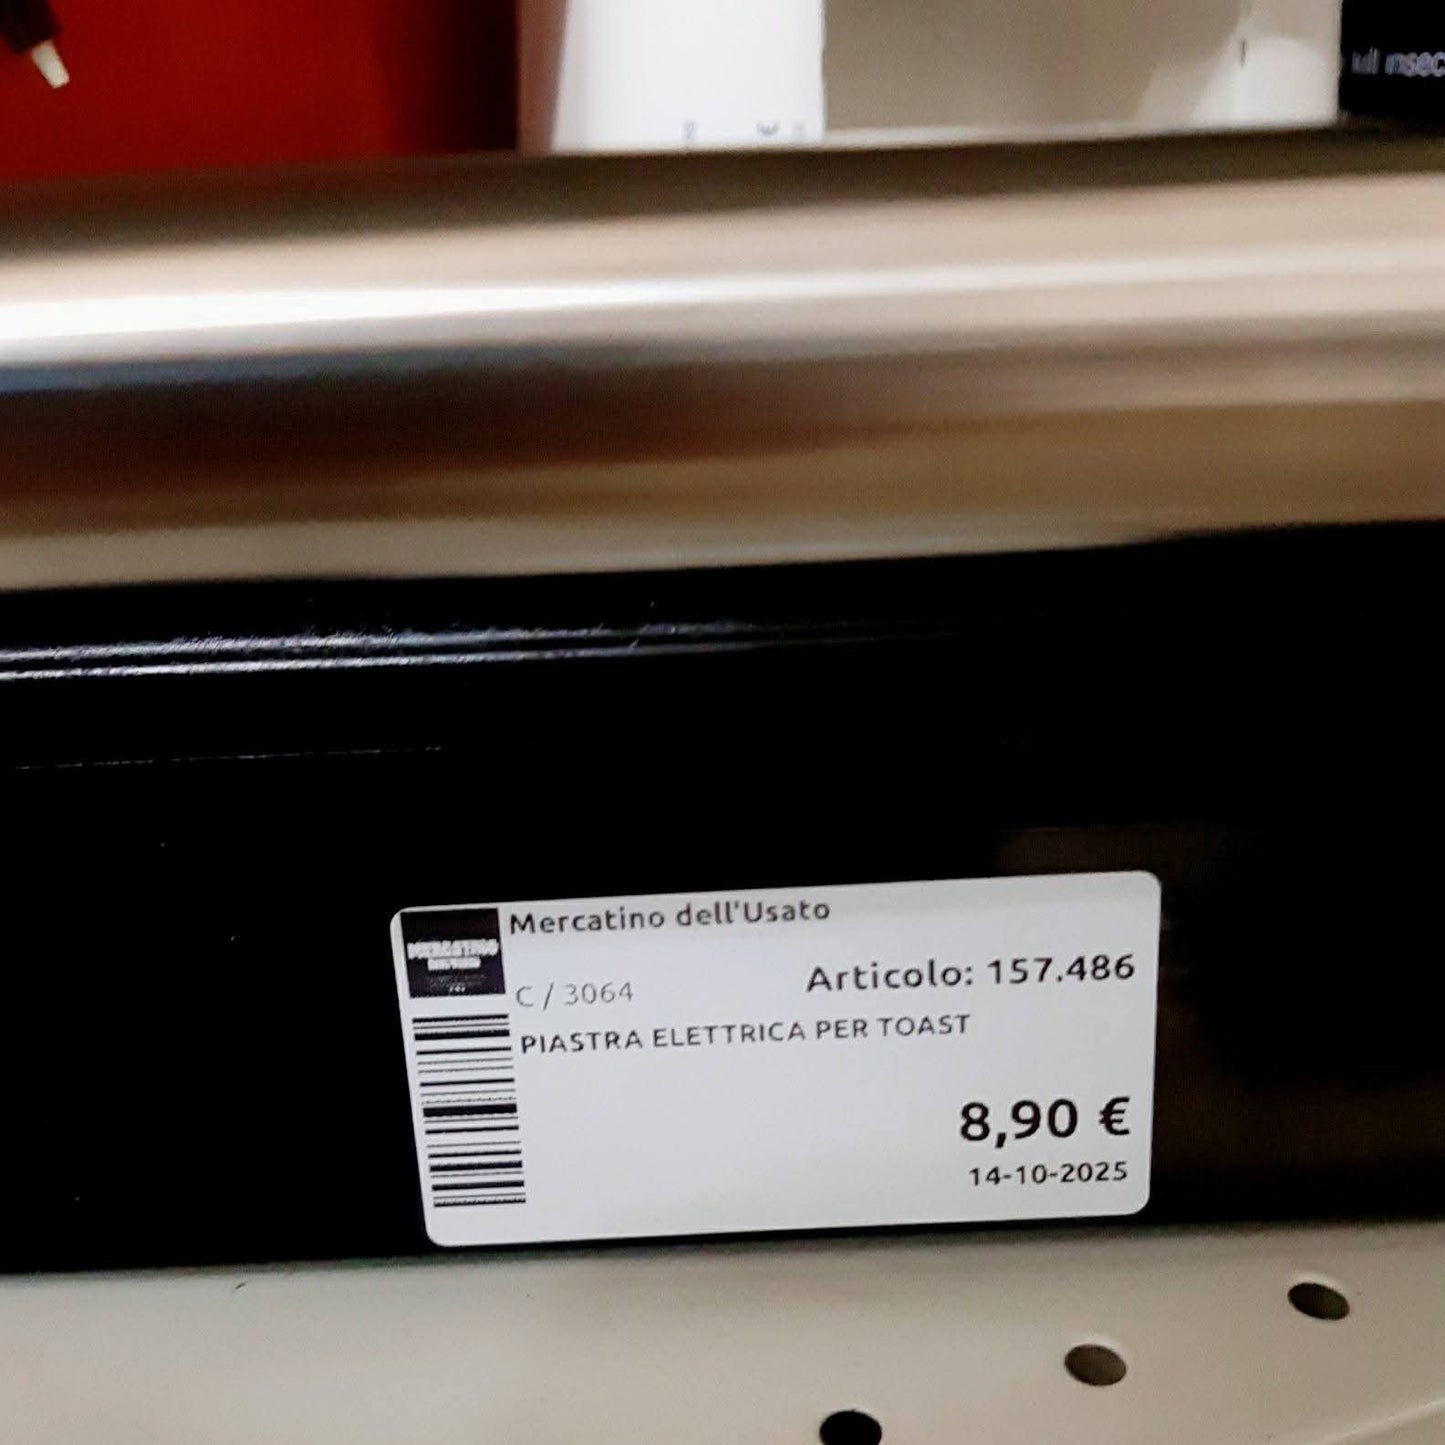 Mercatino dell'Usato
C / 3064
Articolo: 157.486
PIASTRA ELETTRICA PER TOAST
8,90 €
14-10-2025